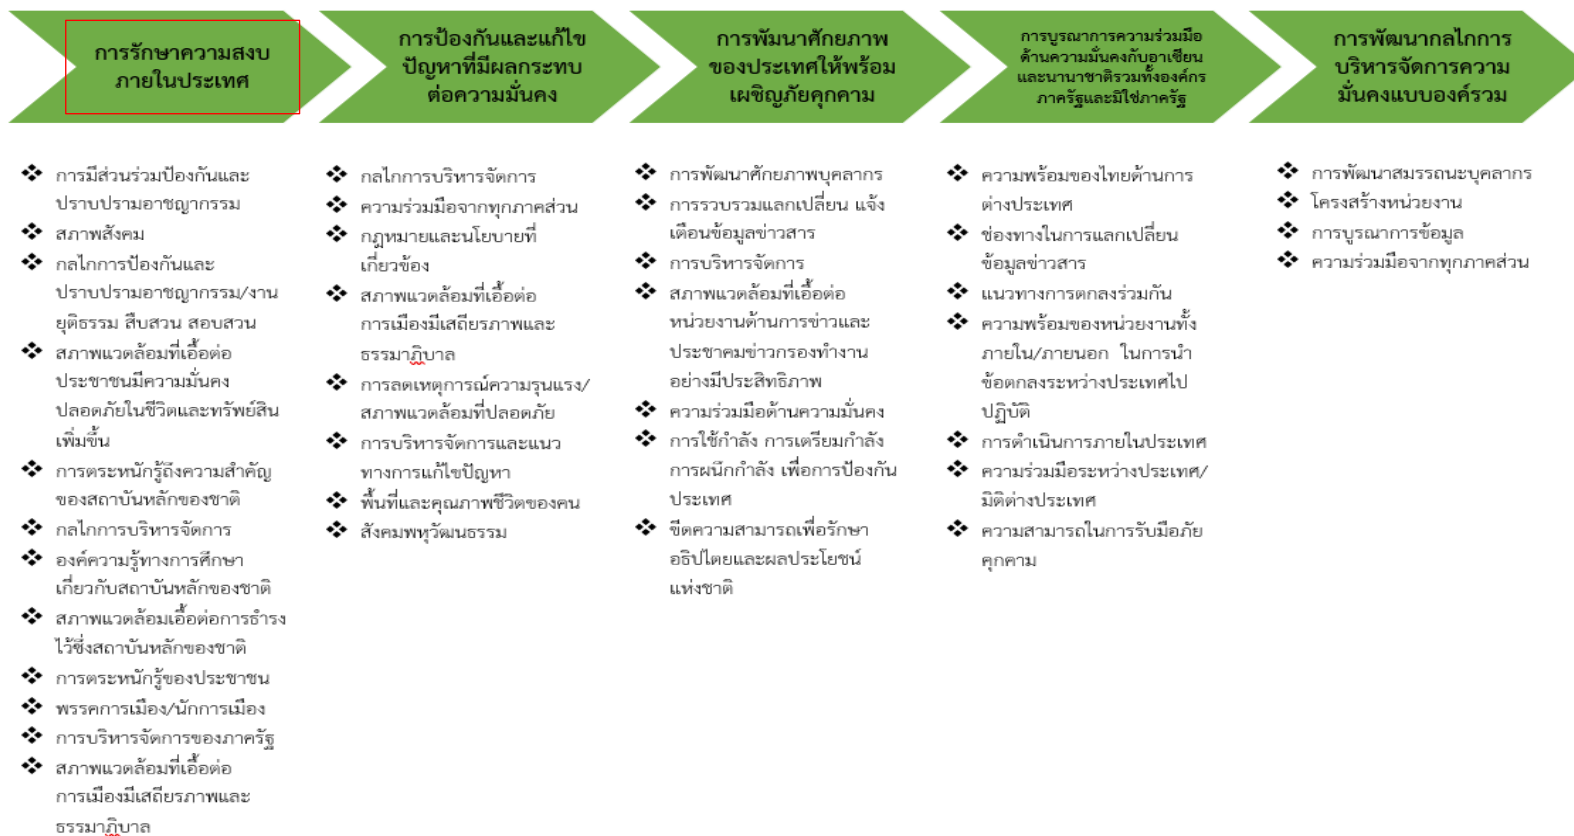 การรักษาความสงบ
ภายในประเทศ
การป้องกันและแก้ไข
ปัญหาที่มีผลกระทบ
ต่อความมั่นคง
การพัมนาศักยภาพ
ของประเทศให้พร้อม
เผชิญภัยคุกคาม
การบูรณาการความร่วมมือ
ด้านความมั่นคงกับอาเซียน
และนานาชาติรวมทั้งองค์กร
ภาครัฐและมิใช่ภาครัฐ
การพัฒนากลไกการ
บริหารจัดการความ
มั่นคงแบบองค์รวม
❖ การมีส่วนร่วมป้องกันและ
ปราบปรามอาชญากรรม
❖ สภาพสังคม
❖ กลไกการป้องกันและ
ปราบปรามอาชญากรรม/งาน
ยุติธรรม สืบสวน สอบสวน
❖ สภาพแวดล้อมที่เอื้อต่อ
ประชาชนมีความมั่นคง
ปลอดภัยในชีวิตและทรัพย์สิน
เพิ่มขึ้น
❖ การตระหนักรู้ถึงความสำคัญ
ของสถาบันหลักของชาติ
❖ กลไกการบริหารจัดการ
❖ องค์ความรู้ทางการศึกษา
เกี่ยวกับสถาบันหลักของชาติ
❖ สภาพแวดล้อมเอื้อต่อการธำรง
ไว้ซึ่งสถาบันหลักของชาติ
❖ การตระหนักรู้ของประชาชน
❖ พรรคการเมือง/นักการเมือง
❖ การบริหารจัดการของภาครัฐ
❖ สภาพแวดล้อมที่เอื้อต่อ
การเมืองมีเสถียรภาพและ
ธรรมาภิบาล
❖ กลไกการบริหารจัดการ
❖ ความร่วมมือจากทุกภาคส่วน
❖ กฎหมายและนโยบายที่
เกี่ยวข้อง
❖ สภาพแวดล้อมที่เอื้อต่อ
การเมืองมีเสถียรภาพและ
ธรรมาภิบาล
❖ การลดเหตุการณ์ความรุนแรง/
สภาพแวดล้อมที่ปลอดภัย
❖ การบริหารจัดการและแนว
ทางการแก้ไขปัญหา
❖ พื้นที่และคุณภาพชีวิตของคน
❖ สังคมพหุวัฒนธรรม
❖ การพัฒนาศักยภาพบุคลากร
❖ การรวบรวมแลกเปลี่ยน แจ้ง
เตือนข้อมูลข่าวสาร
❖ การบริหารจัดการ
❖ สภาพแวดล้อมที่เอื้อต่อ
หน่วยงานด้านการข่าวและ
ประชาคมข่าวกรองทำงาน
อย่างมีประสิทธิภาพ
❖ ความร่วมมือด้านความมั่นคง
❖ การใช้กำลัง การเตรียมกำลัง
การผนึกกำลัง เพื่อการป้องกัน
ประเทศ
❖ ขีดความสามารถเพื่อรักษา
อธิปไตยและผลประโยชน์
แห่งชาติ
❖ ความพร้อมของไทยด้านการ
ต่างประเทศ
❖ ช่องทางในการแลกเปลี่ยน
ข้อมูลข่าวสาร
❖ แนวทางการตกลงร่วมกัน
❖ ความพร้อมของหน่วยงานทั้ง
ภายใน/ภายนอก ในการนำ
ข้อตกลงระหว่างประเทศไป
ปฏิบัติ
❖ การดำเนินการภายในประเทศ
❖ ความร่วมมือระหว่างประเทศ/
มิติต่างประเทศ
❖ ความสามารถในการรับมือภัย
คุกคาม
❖ การพัฒนาสมรรถนะบุคลากร
❖ โครงสร้างหน่วยงาน
❖ การบูรณาการข้อมูล
❖ ความร่วมมือจากทุกภาคส่วน